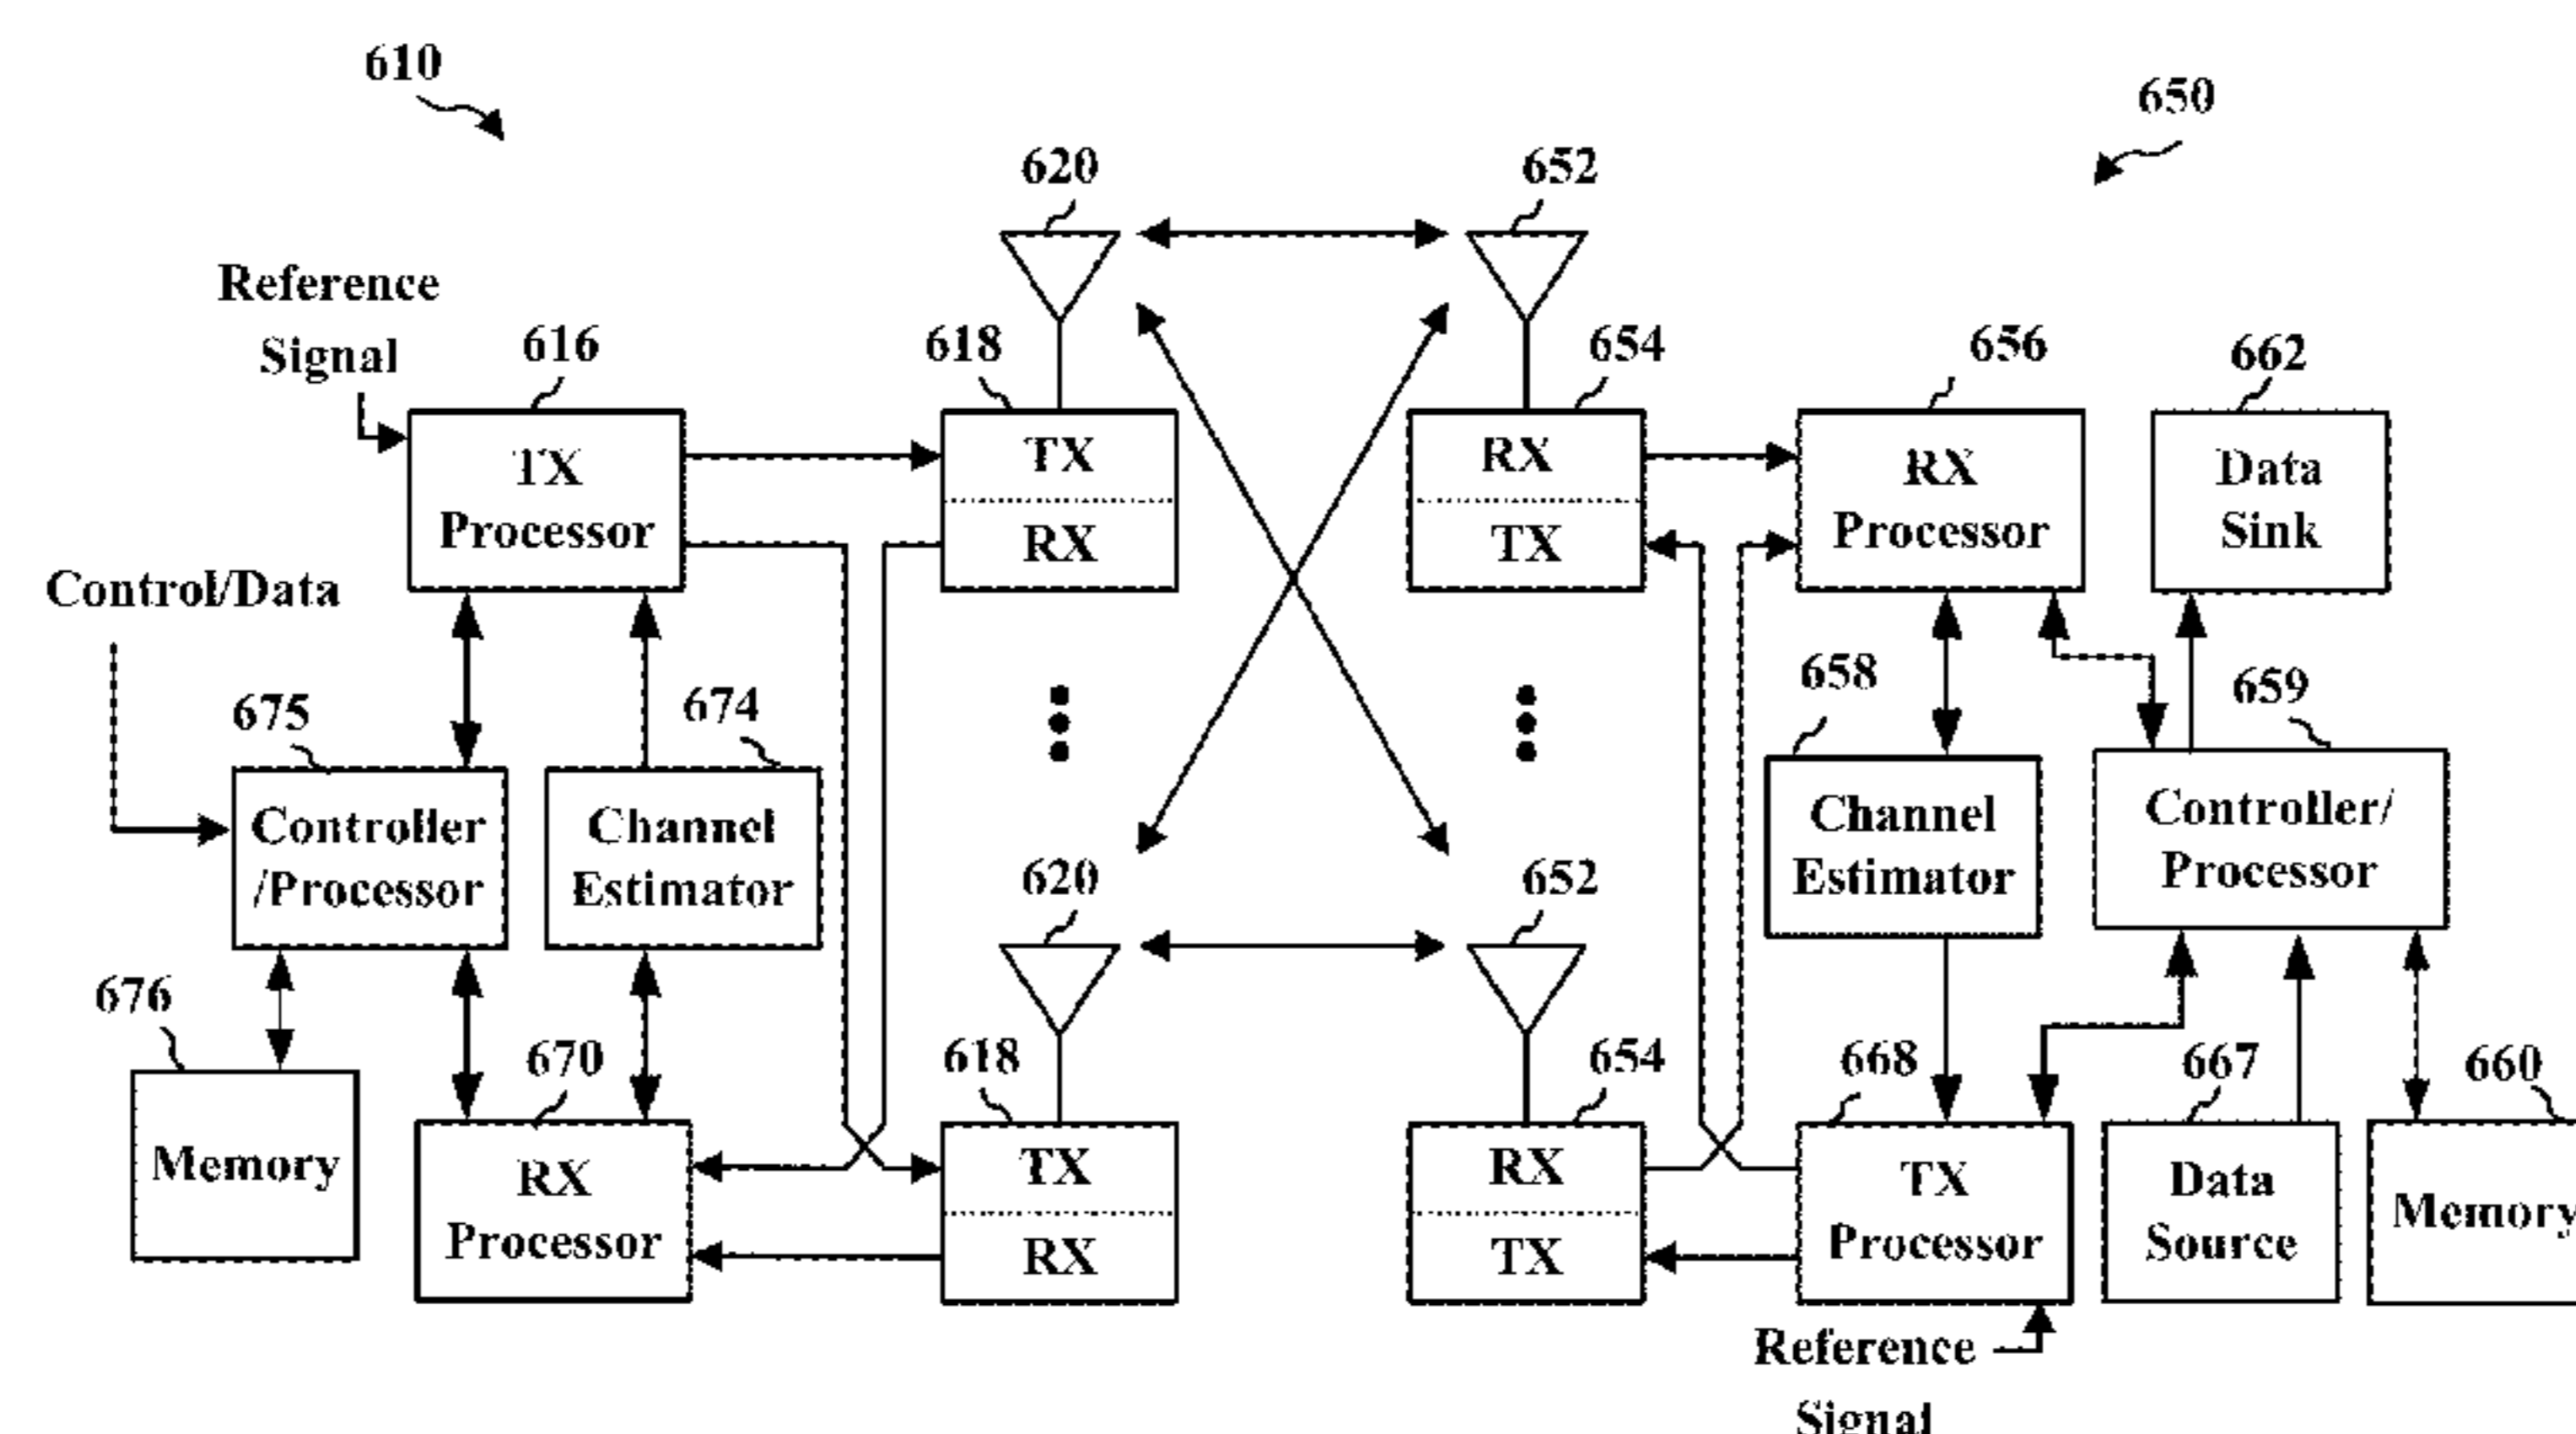 610
650
620
652
Reference
Signal
616
618
654
656
662
TX
Processor
TX
RX
RX
TX
RX
Processor
Data
Sink
Control/Data
675
674
658
659
Controller
/Processor
Channel
Estimator
Channel
Estimator
Controller/
Processor
620
652
676
670
618
654
668
667
660
Memory
RX
Processor
TX
RX
RX
TX
TX
Processor
Data
Source
Memory
Reference
Signal